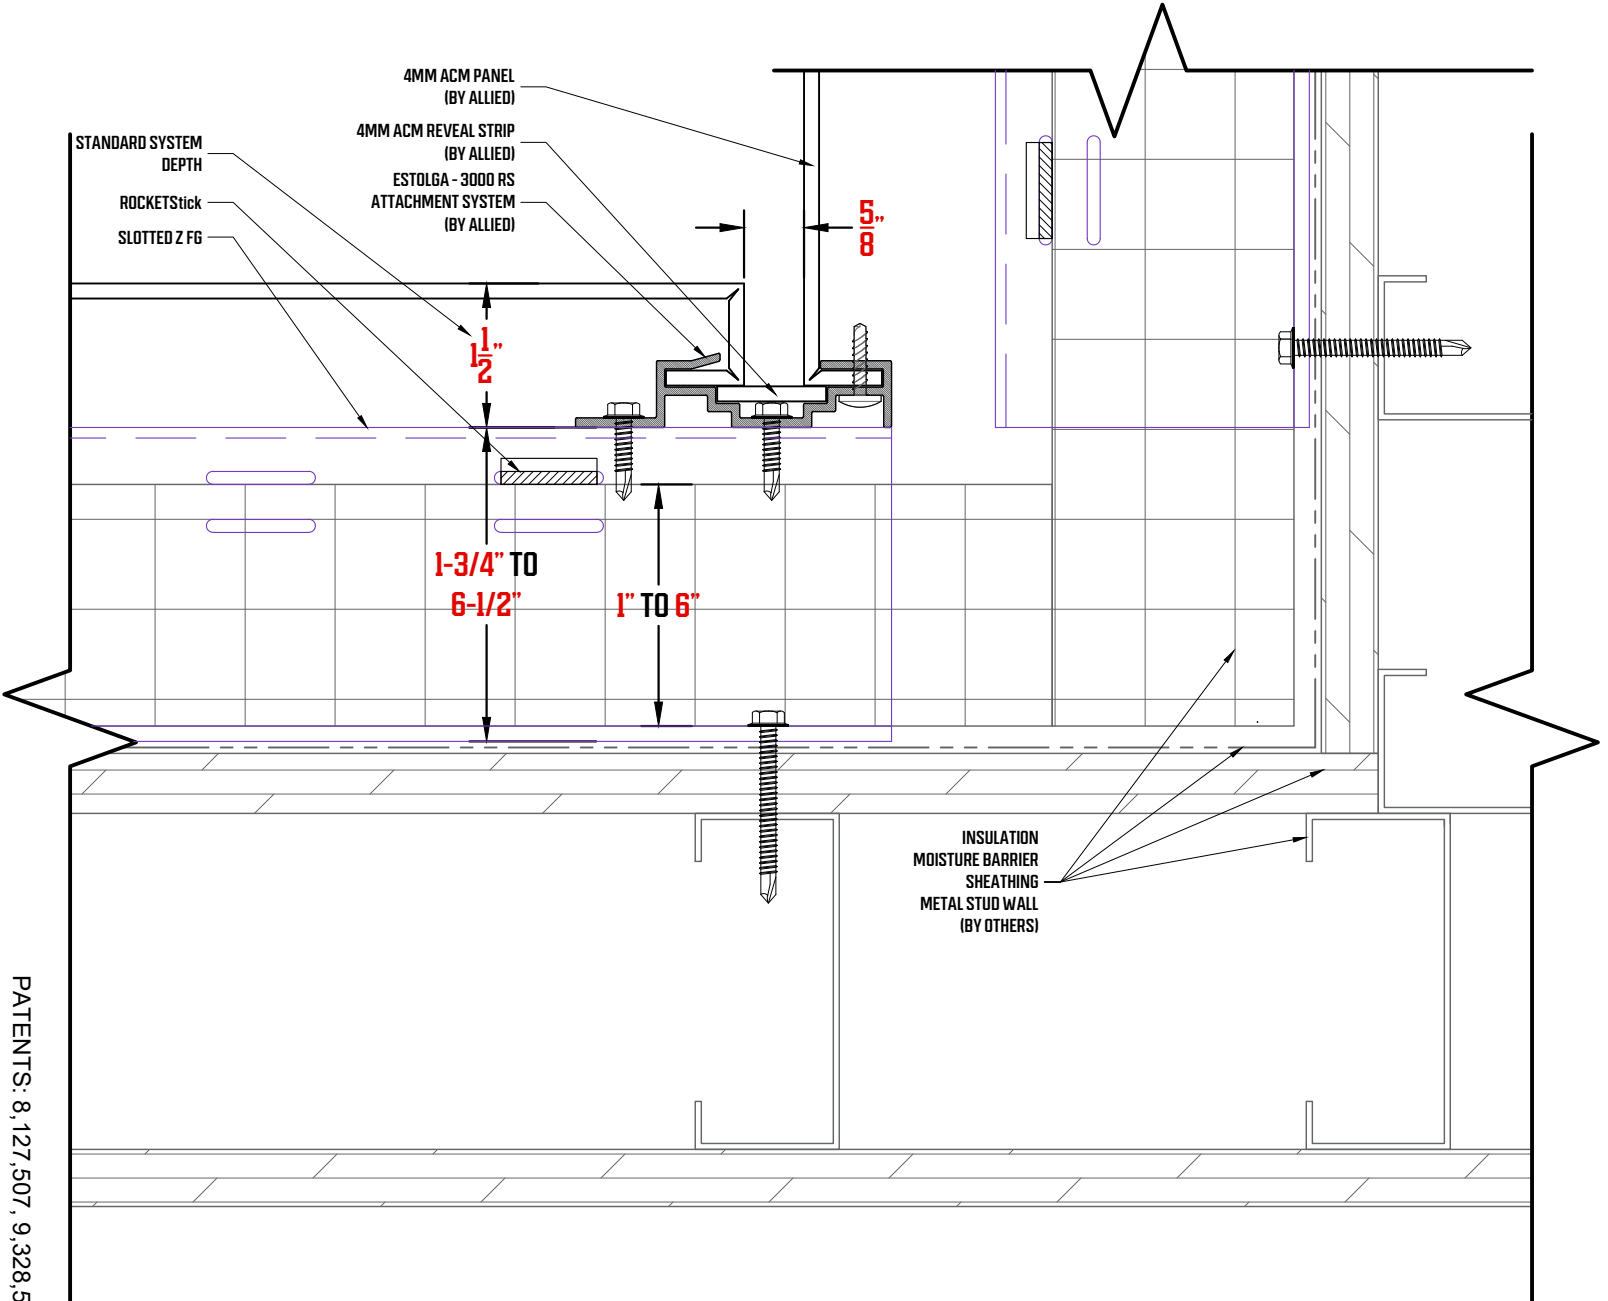 4MM ACM PANEL
(BY ALLIED)
4MM ACM REVEAL STRIP
(BY ALLIED)
ESTOLGA - 3000 RS
ATTACHMENT SYSTEM
(BY ALLIED)
STANDARD SYSTEM
DEPTH
ROCKETStick
SLOTTED Z FG
5/8"
1 1/2"
1-3/4" TO
6-1/2"
1" TO 6"
INSULATION
MOISTURE BARRIER
SHEATHING
METAL STUD WALL
(BY OTHERS)
PATENTS: 8,127,507, 9,328,5